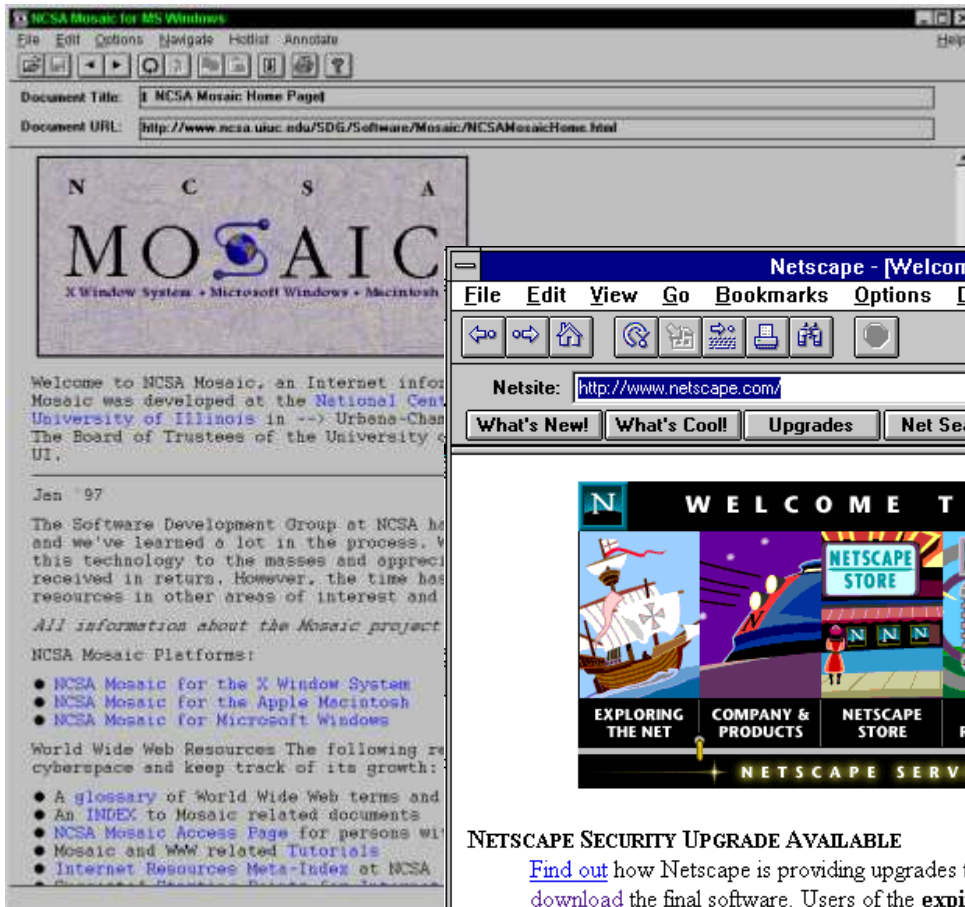 NCSA Mosaic for MS Windows
File Edit Options Navigate Hotlist Annotate Help
Document Title: NCSA Mosaic Home Page
Document URL: http://www.ncsa.uiuc.edu/SDG/Software/Mosaic/NCSAMosaicHome.html
N C S A
MOSAIC
X Window System • Microsoft Windows • Macintosh
Welcome to NCSA Mosaic, an Internet infor
Mosaic was developed at the National Cent
University of Illinois in --> Urbana-Cham
The Board of Trustees of the University
UI.
Jan '97
The Software Development Group at NCSA ha
and we've learned a lot in the process. W
this technology to the masses and appreci
received in return. However, the time has
resources in other areas of interest and
All information about the Mosaic project
NCSA Mosaic Platforms:
● NCSA Mosaic for the X Window System
● NCSA Mosaic for the Apple Macintosh
● NCSA Mosaic for Microsoft Windows
World Wide Web Resources The following re
cyberspace and keep track of its growth:
● A glossary of World Wide Web terms and
● An INDEX to Mosaic related documents
● NCSA Mosaic Access Page for persons wi
● Mosaic and WWW related Tutorials
● Internet Resources Meta-Index at NCSA
Netscape - [Welcom
File Edit View Go Bookmarks Options D
Netsite: http://www.netscape.com/
What's New! What's Cool! Upgrades Net Sea
N WELCOME T
NETSCAPE
STORE
N N N
EXPLORING
THE NET
COMPANY &
PRODUCTS
NETSCAPE
STORE
NETSCAPE SERV
NETSCAPE SECURITY UPGRADE AVAILABLE
Find out how Netscape is providing upgrades
download the final software. Users of the expi